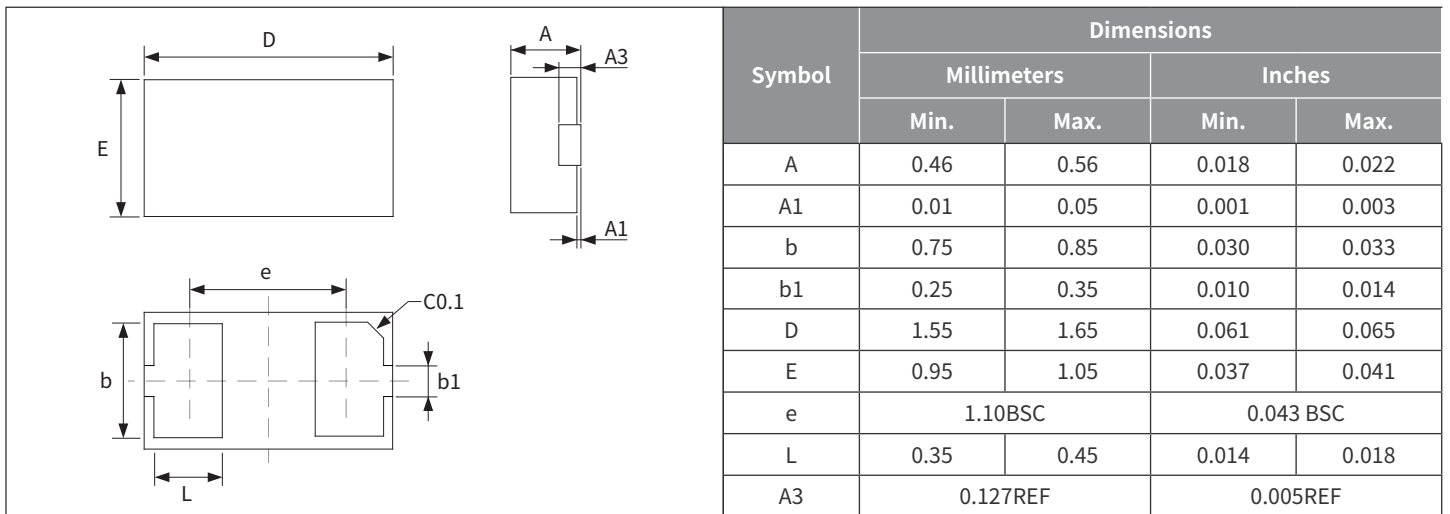 D
E
A
A3
A1
e
C0.1
b
b1
L
Symbol Dimensions
Millimeters Inches
Min. Max. Min. Max.
A 0.46 0.56 0.018 0.022
A1 0.01 0.05 0.001 0.003
b 0.75 0.85 0.030 0.033
b1 0.25 0.35 0.010 0.014
D 1.55 1.65 0.061 0.065
E 0.95 1.05 0.037 0.041
e 1.10BSC 0.043 BSC
L 0.35 0.45 0.014 0.018
A3 0.127REF 0.005REF